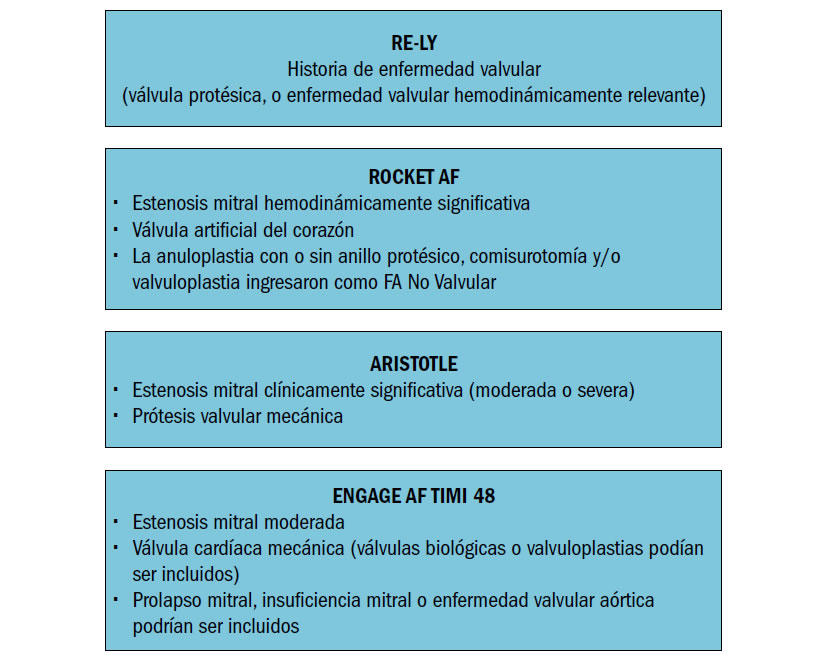 RE-LY
Historia de enfermedad valvular
(válvula protésica, o enfermedad valvular hemodinámicamente relevante)
ROCKET AF
· Estenosis mitral hemodinámicamente significativa
· Válvula artificial del corazón
· La anuloplastia con o sin anillo protésico, comisurotomía y/o
valvuloplastia ingresaron como FA No Valvular
ARISTOTLE
· Estenosis mitral clínicamente significativa (moderada o severa)
· Prótesis valvular mecánica
ENGAGE AF TIMI 48
· Estenosis mitral moderada
· Válvula cardíaca mecánica (válvulas biológicas o valvuloplastias podían
ser incluidos)
· Prolapso mitral, insuficiencia mitral o enfermedad valvular aórtica
podrían ser incluidos